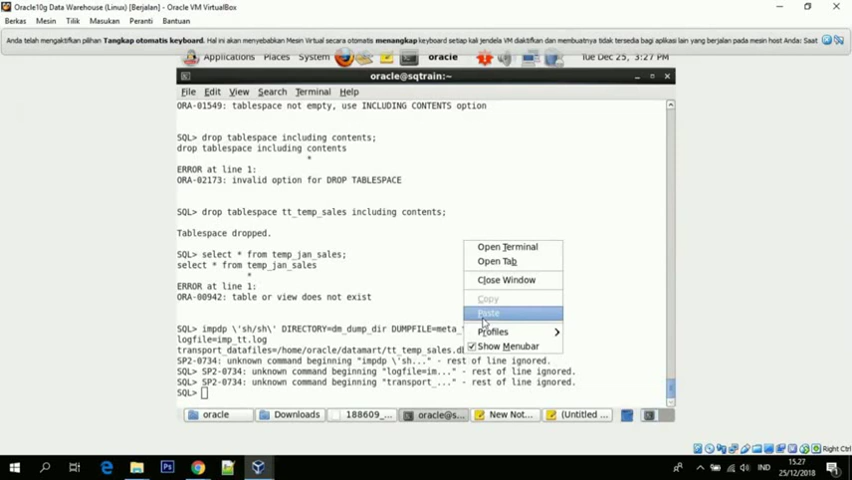 Oracle10g Data Warehouse (Linux) [Berjalan] - Oracle VM VirtualBox
Berkas Mesin Tilik Masukan Peranti Bantuan
Anda telah mengaktifkan pilihan Tangkap otomatis keyboard. Hal ini akan menyebabkan Mesin Virtual secara otomatis menangkap keyboard setiap kali jendela VM diaktifkan dan membuatnya tidak tersedia bagi aplikasi lain yang berjalan pada mesin host Anda: Saat
Applications Places System oracle Tue Dec 25, 3:27 PM
oracle@sqtrain:~
File Edit View Search Terminal Help
ORA-01549: tablespace not empty, use INCLUDING CONTENTS option
SQL> drop tablespace including contents;
drop tablespace including contents
*
ERROR at line 1:
ORA-02173: invalid option for DROP TABLESPACE
SQL> drop tablespace tt_temp_sales including contents;
Tablespace dropped.
SQL> select * from temp_jan_sales;
select * from temp_jan_sales
*
ERROR at line 1:
ORA-00942: table or view does not exist
SQL> impdp \'sh/sh\' DIRECTORY=dm_dump_dir DUMPFILE=meta_
logfile=imp_tt.log
transport_datafiles=/home/oracle/datamart/tt_temp_sales.d
SP2-0734: unknown command beginning "impdp \'sh..." - rest of line ignored.
SQL> SP2-0734: unknown command beginning "logfile=im..." - rest of line ignored.
SQL> SP2-0734: unknown command beginning "transport_..." - rest of line ignored.
SQL>
Open Terminal
Open Tab
Close Window
Copy
Paste
Profiles
Show Menubar
oracle Downloads 188609_... oracle@s... New Not... (Untitled ...
Right Ctrl
IND 15.27
25/12/2018